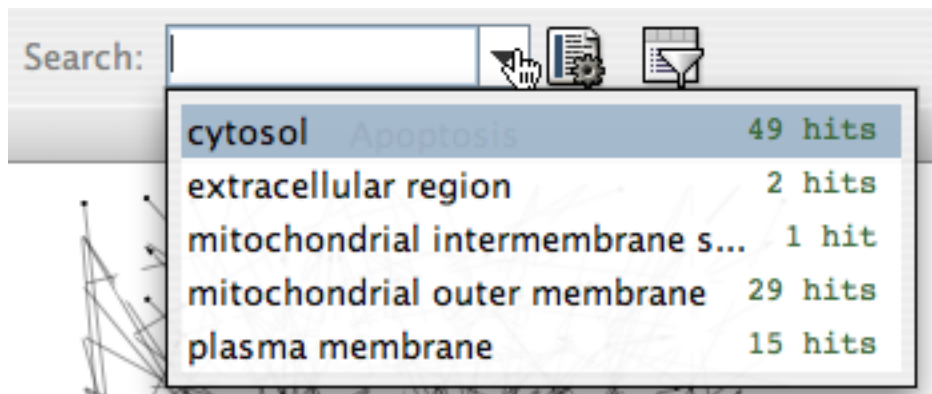 Search:
cytosol 49 hits
Apoptosis
extracellular region 2 hits
mitochondrial intermembrane s... 1 hit
mitochondrial outer membrane 29 hits
plasma membrane 15 hits